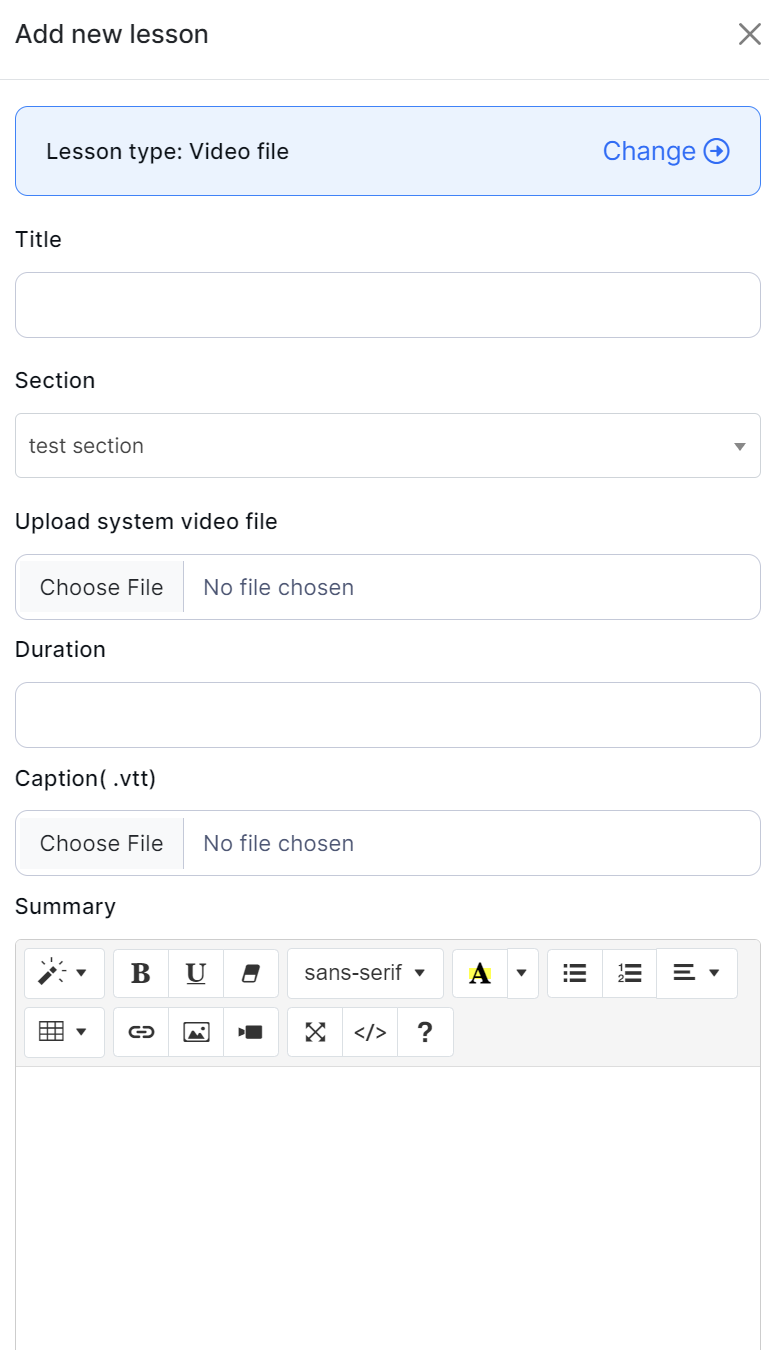 Add new lesson
Lesson type: Video file Change
Title
Section
test section
Upload system video file
Choose File No file chosen
Duration
Caption( .vtt)
Choose File No file chosen
Summary
B U sans-serif A
</> ?